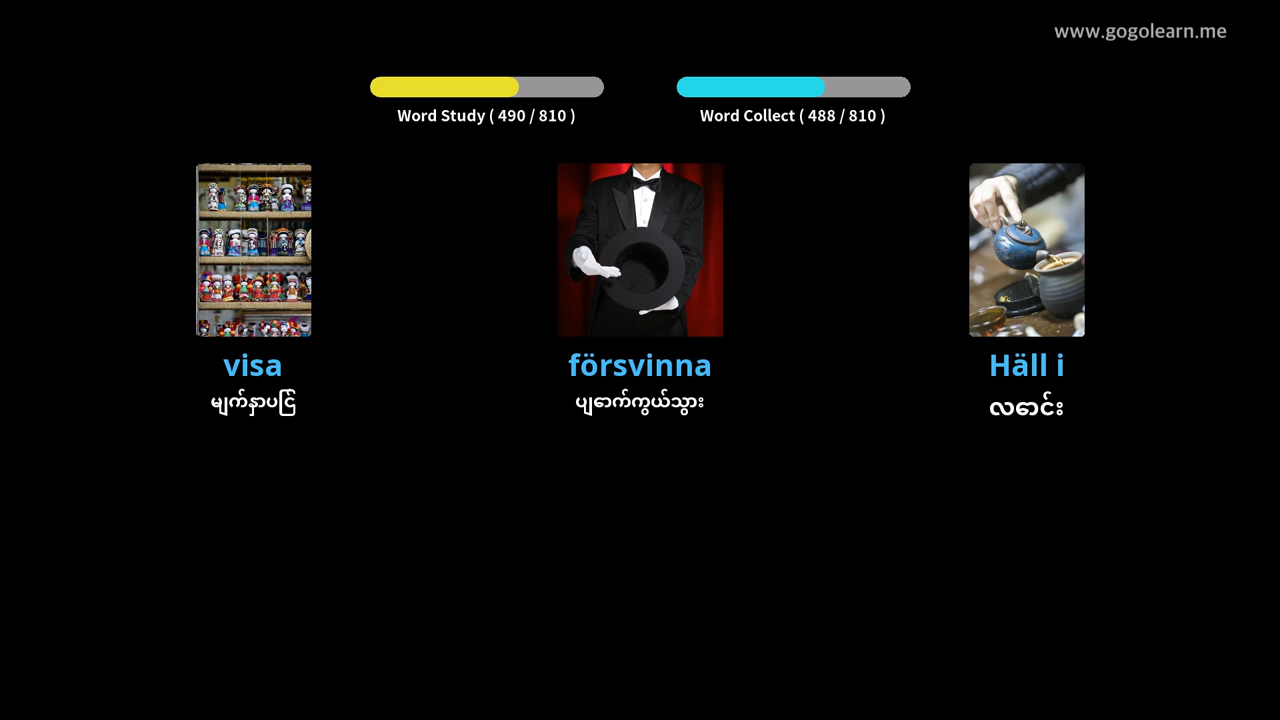 www.gogolearn.me
Word Study ( 490 / 810 )
Word Collect ( 488 / 810 )
visa
မျက်နှာပြင်
försvinna
ပျောက်ကွယ်သွား
Häll i
လောင်း